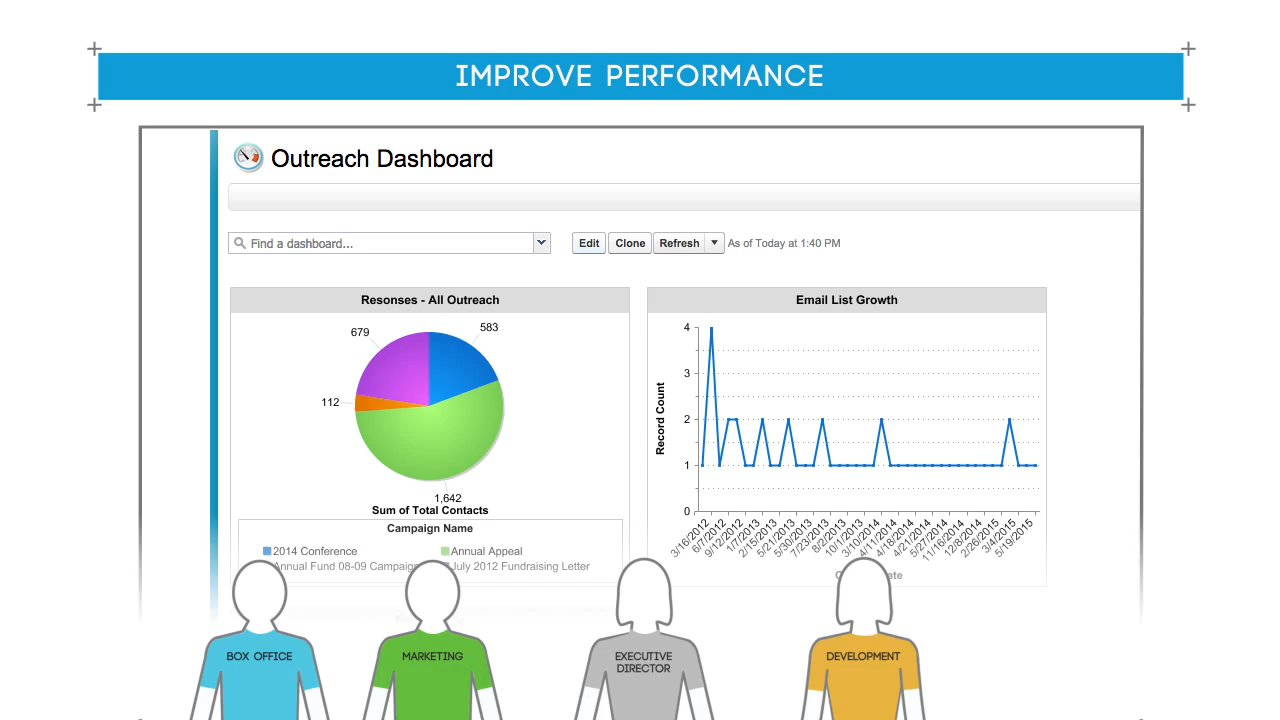 IMPROVE PERFORMANCE
Outreach Dashboard
Find a dashboard...
Edit Clone Refresh As of Today at 1:40 PM
Resonses - All Outreach
679
583
112
1,642
Sum of Total Contacts
Campaign Name
2014 Conference
Annual Appeal
Annual Fund 08-09 Campaign
July 2012 Fundraising Letter
Email List Growth
Record Count
4
3
2
1
0
3/16/2012
6/7/2012
9/12/2012
1/7/2013
2/15/2013
5/21/2013
5/30/2013
7/23/2013
8/2/2013
10/1/2013
3/10/2014
4/11/2014
4/18/2014
4/21/2014
5/27/2014
11/16/2014
12/8/2014
2/26/2015
3/4/2015
5/19/2015
BOX OFFICE
MARKETING
EXECUTIVE
DIRECTOR
DEVELOPMENT